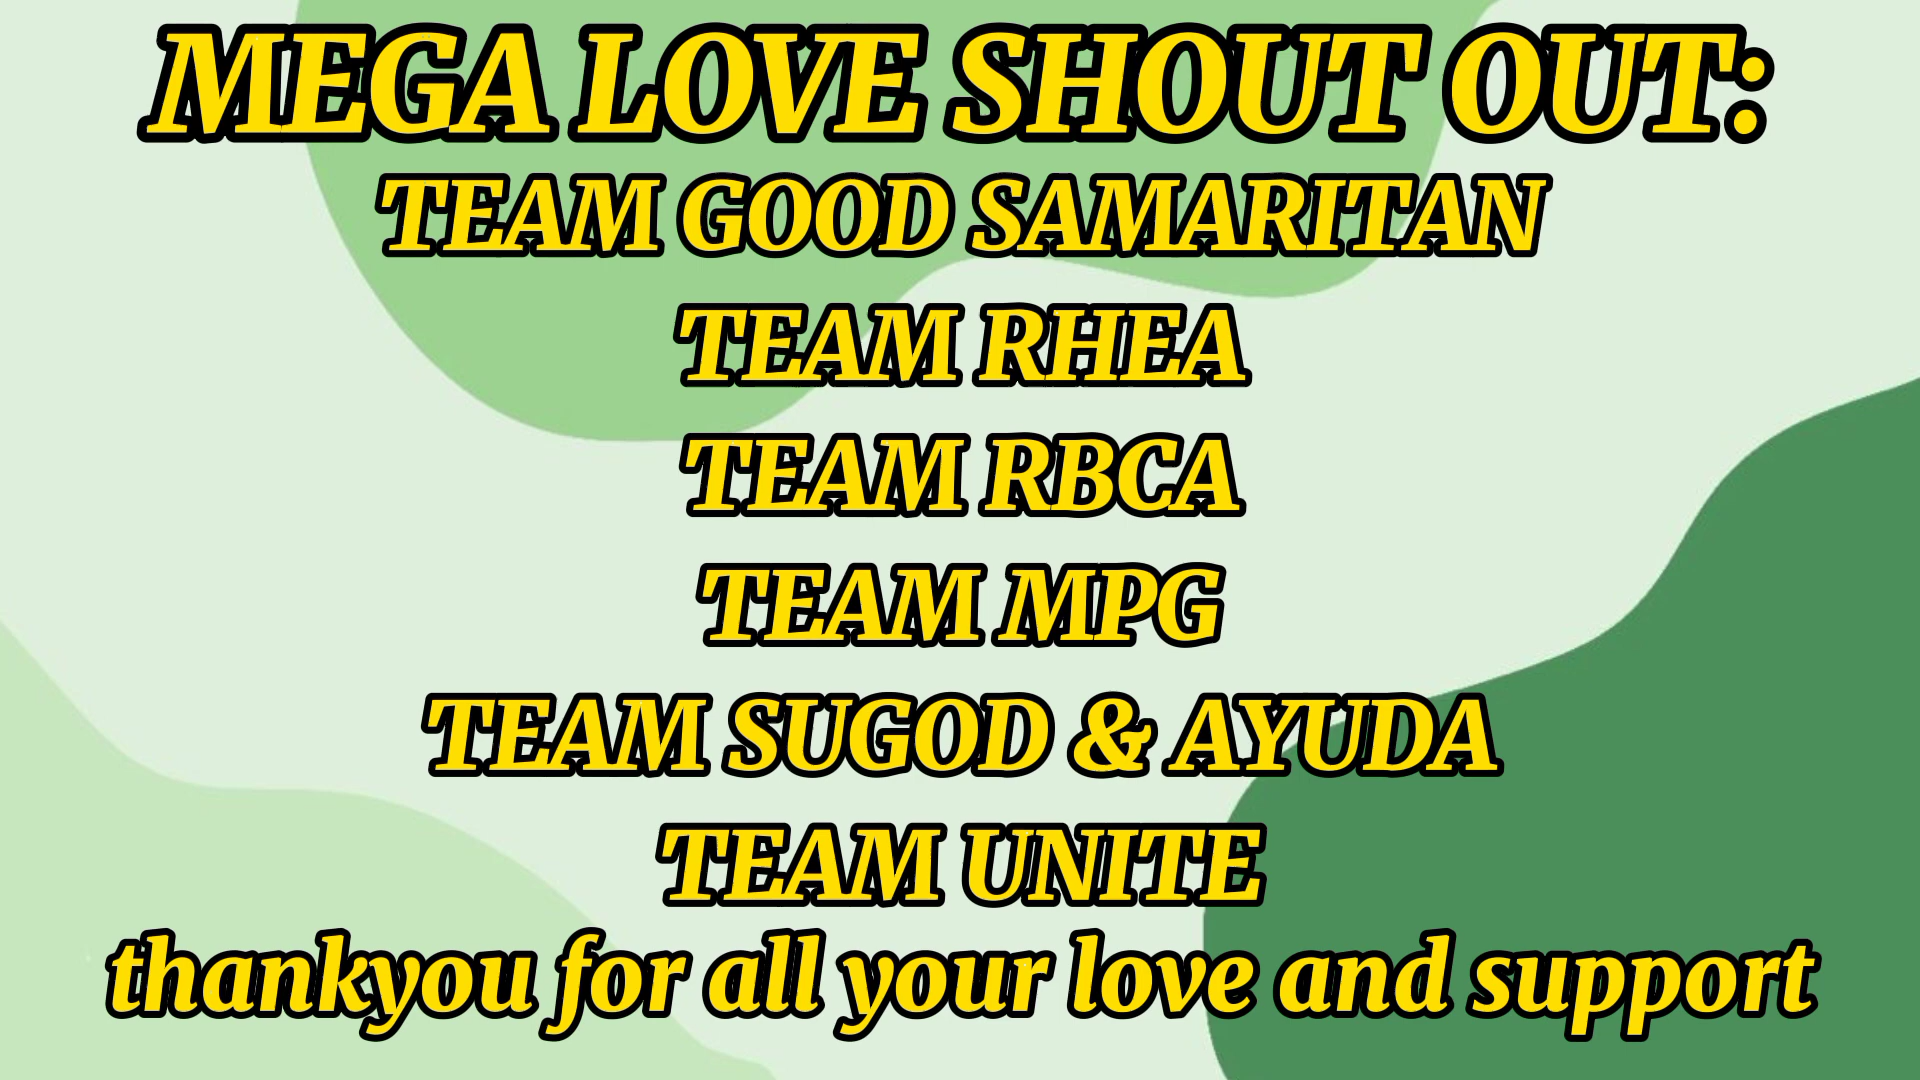 MEGA LOVE SHOUT OUT:
TEAM GOOD SAMARITAN
TEAM RHEA
TEAM RBCA
TEAM MPG
TEAM SUGOD & AYUDA
TEAM UNITE
thankyou for all your love and support